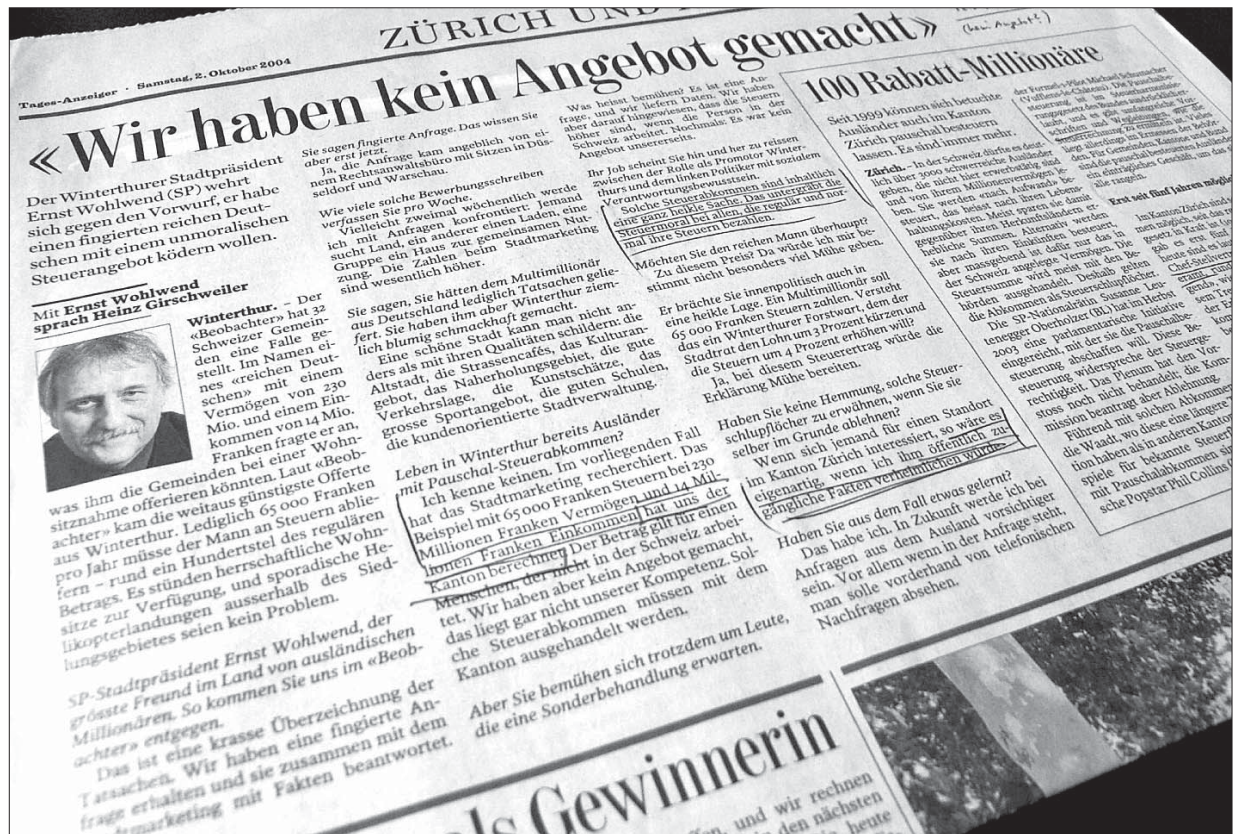 ZÜRICH UND
Tages-Anzeiger · Samstag, 2. Oktober 2004
«Wir haben kein Angebot gemacht»
Der Winterthurer Stadtpräsident
Ernst Wohlwend (SP) wehrt
sich gegen den Vorwurf, er habe
einen fingierten reichen Deut-
schen mit einem unmoralischen
Steuerangebot ködern wollen.
Mit Ernst Wohlwend
sprach Heinz Girschweiler
Winterthur. – Der
«Beobachter» hat 32
Schweizer Gemein-
den eine Falle ge-
stellt. Im Namen ei-
nes «reichen Deut-
schen» mit einem
Vermögen von 230
Mio. und einem Ein-
kommen von 14 Mio.
Franken fragte er an,
was ihm die Gemeinden bei einer Wohn-
sitznahme offerieren könnten. Laut «Beob-
achter» kam die weitaus günstigste Offerte
aus Winterthur. Lediglich 65 000 Franken
pro Jahr müsse der Mann an Steuern ablie-
fern – rund ein Hundertstel des regulären
Betrags. Es stünden herrschaftliche Wohn-
sitze zur Verfügung, und sporadische He-
likopterlandungen ausserhalb des Sied-
lungsgebietes seien kein Problem.
SP-Stadtpräsident Ernst Wohlwend, der
grösste Freund im Land von ausländischen
Millionären. So kommen Sie uns im «Beob-
achter» entgegen.
Das ist eine krasse Überzeichnung der
Tatsachen. Wir haben eine fingierte An-
frage erhalten und sie zusammen mit dem
mit Fakten beantwortet.
Sie sagen fingierte Anfrage. Das wissen Sie
aber erst jetzt.
Ja, die Anfrage kam angeblich von ei-
nem Rechtsanwaltsbüro mit Sitzen in Düs-
seldorf und Warschau.
Wie viele solche Bewerbungsschreiben
verfassen Sie pro Woche.
Vielleicht zweimal wöchentlich werde
ich mit Anfragen konfrontiert: Jemand
sucht Land, ein anderer einen Laden, eine
Gruppe ein Haus zur gemeinsamen Nut-
zung. Die Zahlen beim Stadtmarketing
sind wesentlich höher.
Sie sagen, Sie hätten dem Multimillionär
aus Deutschland lediglich Tatsachen gelie-
fert. Sie haben ihm aber Winterthur ziem-
lich blumig schmackhaft gemacht.
Eine schöne Stadt kann man nicht an-
ders als mit ihren Qualitäten schildern: die
Altstadt, die Strassencafés, das Kulturan-
gebot, das Naherholungsgebiet, die gute
Verkehrslage, die Kunstschätze, das
grosse Sportangebot, die guten Schulen,
die kundenorientierte Stadtverwaltung.
Leben in Winterthur bereits Ausländer
mit Pauschal-Steuerabkommen?
Ich kenne keinen. Im vorliegenden Fall
hat das Stadtmarketing recherchiert. Das
Beispiel mit 65 000 Franken Steuern bei 230
Millionen Franken Vermögen und 14 Mil-
lionen Franken Einkommen hat uns der
Kanton berechnet. Der Betrag gilt für einen
Menschen, der nicht in der Schweiz arbei-
tet. Wir haben aber kein Angebot gemacht,
das liegt gar nicht unserer Kompetenz. Sol-
che Steuerabkommen müssen mit dem
Kanton ausgehandelt werden.
Aber Sie bemühen sich trotzdem um Leute,
die eine Sonderbehandlung erwarten.
Was heisst bemühen? Es ist eine An-
frage, und wir liefern Daten. Wir haben
aber darauf hingewiesen, dass die Steuern
höher sind, wenn die Person in der
Schweiz arbeitet. Nochmals: Es war kein
Angebot unsererseits.
Ihr Job scheint Sie hin und her zu reissen
zwischen der Rolle als Promotor Winter-
thurs und dem linken Politiker mit sozialem
Verantwortungsbewusstsein.
Solche Steuerabkommen sind inhaltlich
eine ganz heikle Sache. Das untergräbt die
Steuermoral bei allen, die regulär und nor-
mal ihre Steuern bezahlen.
Möchten Sie den reichen Mann überhaupt?
Zu diesem Preis? Da würde ich mir be-
stimmt nicht besonders viel Mühe geben.
Er brächte Sie innenpolitisch auch in
eine heikle Lage. Ein Multimillionär soll
65 000 Franken Steuern zahlen. Versteht
das ein Winterthurer Forstwart, dem der
Stadtrat den Lohn um 3 Prozent kürzen und
die Steuern um 4 Prozent erhöhen will?
Ja, bei diesem Steuerertrag würde die
Erklärung Mühe bereiten.
Haben Sie keine Hemmung, solche Steuer-
schlupflöcher zu erwähnen, wenn Sie sie
selber im Grunde ablehnen?
Wenn sich jemand für einen Standort
im Kanton Zürich interessiert, so wäre es
eigenartig, wenn ich ihm öffentlich zu-
gängliche Fakten verheimlichen würde.
Haben Sie aus dem Fall etwas gelernt?
Das habe ich. In Zukunft werde ich bei
Anfragen aus dem Ausland vorsichtiger
sein. Vor allem wenn in der Anfrage steht,
man solle vorderhand von telefonischen
Nachfragen absehen.
100 Rabatt-Millionäre
Seit 1999 können sich betuchte
Ausländer auch im Kanton
Zürich pauschal besteuern
lassen. Es sind immer mehr.
Zürich. – In der Schweiz dürfte es deut-
lich über 3000 schwerreiche Ausländer
geben, die nicht hier erwerbstätig sind
und von ihrem Millionenvermögen le-
ben. Sie werden nach Aufwand be-
steuert, das heisst nach ihren Lebens-
haltungskosten. Meist sparen sie damit
gegenüber ihren Herkunftsländern er-
hebliche Summen. Alternativ werden
sie nach ihren Einkünften besteuert,
aber massgebend ist dafür nur das in
der Schweiz angelegte Vermögen. Die
Steuersumme wird meist mit den Be-
hörden ausgehandelt. Deshalb gelten
die Abkommen als Steuerschlupflöcher.
Die SP-Nationalrätin Susanne Leu-
tenegger Oberholzer (BL) hat im Herbst
2003 eine parlamentarische Initiative
eingereicht, mit der sie die Pauschalbe-
steuerung abschaffen will. Diese Be-
steuerung widerspreche der Steuerge-
rechtigkeit. Das Plenum hat den Vor-
stoss noch nicht behandelt, die Kom-
mission beantragt aber Ablehnung.
Führend mit solchen Abkommen
die Waadt, wo diese eine längere
tion haben als in anderen Kanto
spiele für bekannte Steuer
mit Pauschalabkommen sin
sche Popstar Phil Collins
der Formel-1-Pilot Michael Schumacher
Erst seit fünf Jahren möglich
Im Kanton Zürich sind
als Gewinnerin
und wir rechnen
den nächsten
heute